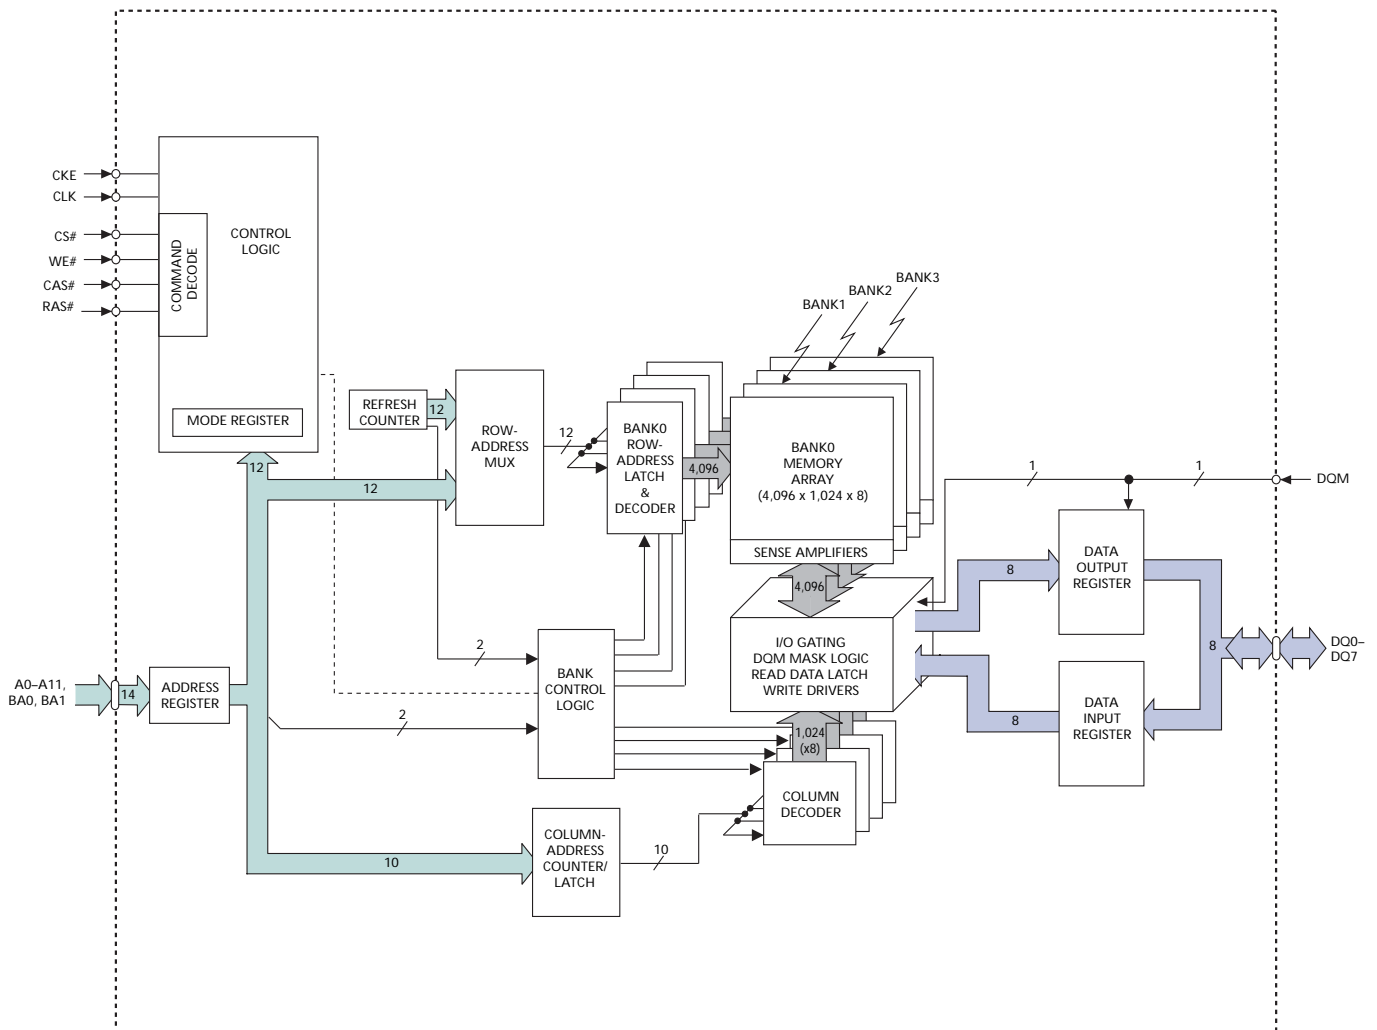 CKE
CLK
CS#
WE#
CAS#
RAS#
COMMAND
DECODE
CONTROL
LOGIC
MODE REGISTER
12
12
REFRESH
COUNTER
12
ROW-
ADDRESS
MUX
12
BANK0
ROW-
ADDRESS
LATCH
&
DECODER
4,096
BANK1
BANK2
BANK3
BANK0
MEMORY
ARRAY
(4,096 x 1,024 x 8)
SENSE AMPLIFIERS
4,096
I/O GATING
DQM MASK LOGIC
READ DATA LATCH
WRITE DRIVERS
1,024
(x8)
COLUMN
DECODER
1
1
DQM
DATA
OUTPUT
REGISTER
8
8
DQ0–
DQ7
DATA
INPUT
REGISTER
8
A0–A11,
BA0, BA1
14
ADDRESS
REGISTER
2
2
BANK
CONTROL
LOGIC
10
COLUMN-
ADDRESS
COUNTER/
LATCH
10